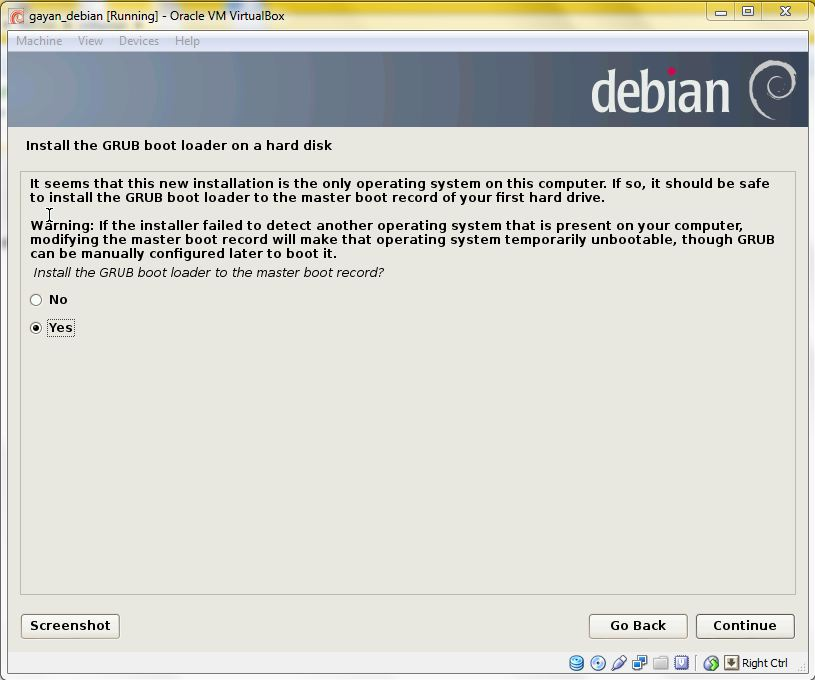 gayan_debian [Running] - Oracle VM VirtualBox
Machine View Devices Help
debian
Install the GRUB boot loader on a hard disk
It seems that this new installation is the only operating system on this computer. If so, it should be safe
to install the GRUB boot loader to the master boot record of your first hard drive.
Warning: If the installer failed to detect another operating system that is present on your computer,
modifying the master boot record will make that operating system temporarily unbootable, though GRUB
can be manually configured later to boot it.
Install the GRUB boot loader to the master boot record?
No
Yes
Screenshot Go Back Continue
Right Ctrl